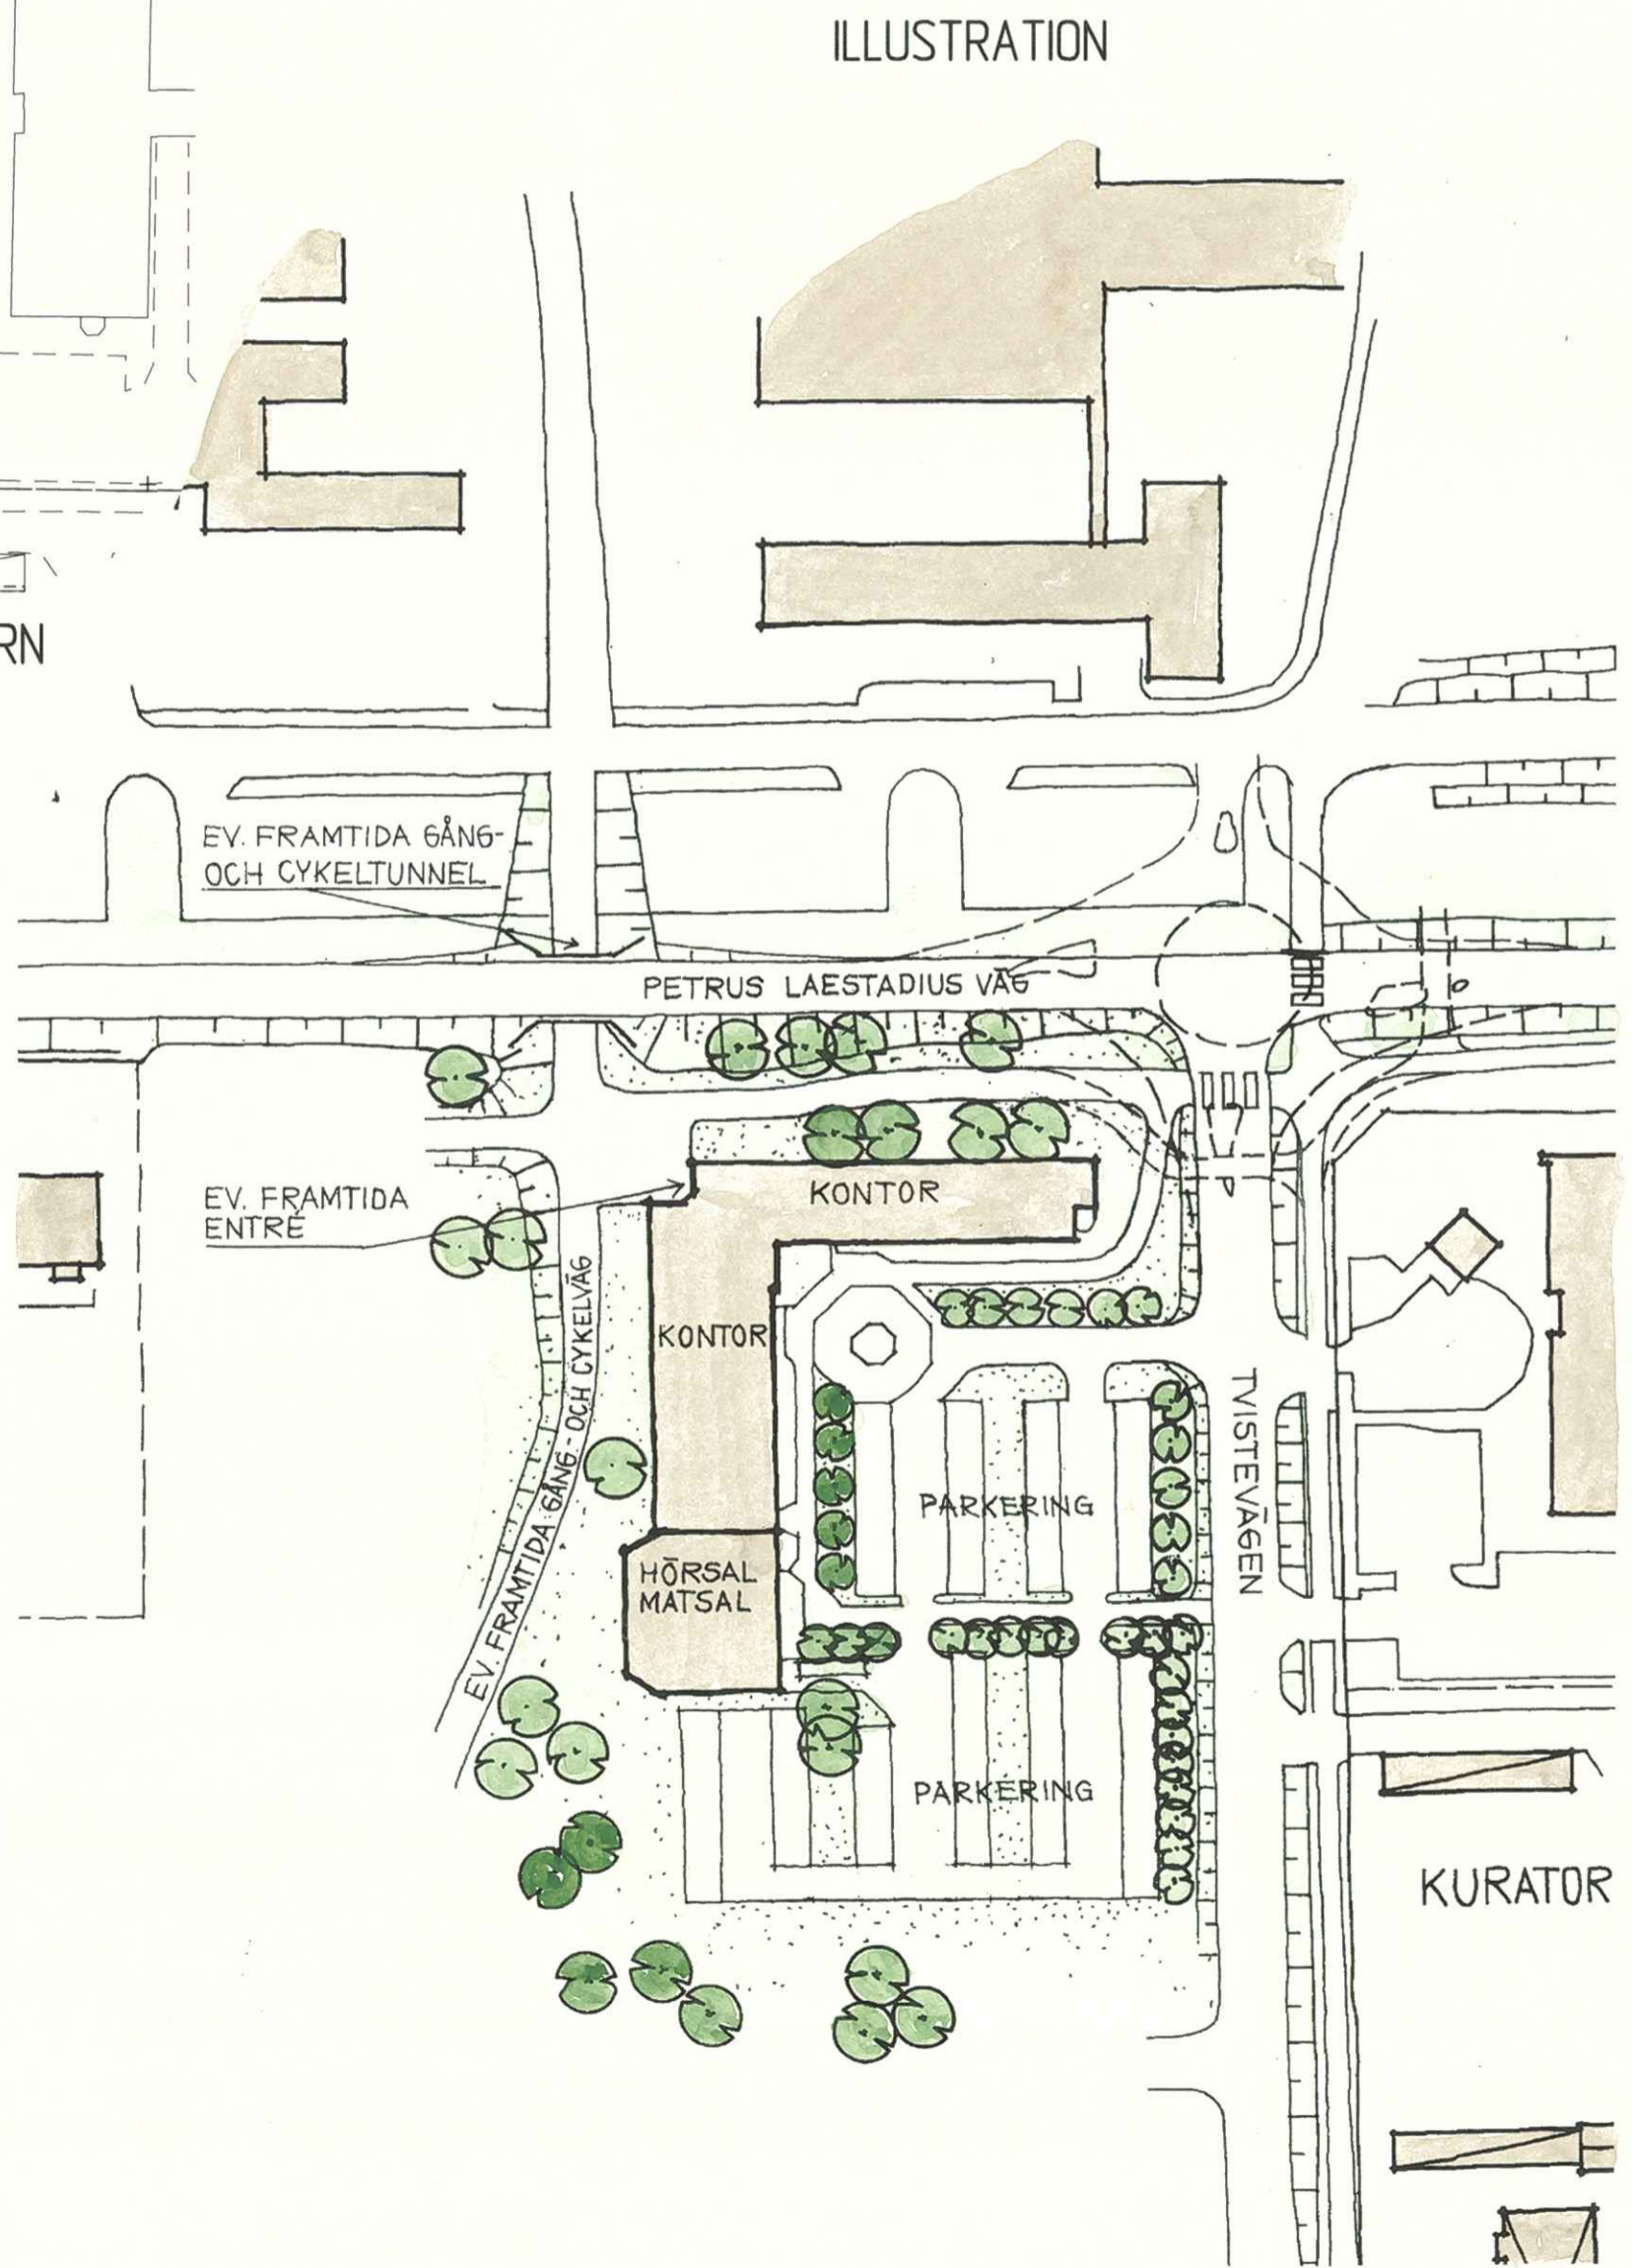 ILLUSTRATION
RN
EV. FRAMTIDA GÅNG-
OCH CYKELTUNNEL
PETRUS LAESTADIUS VÄG
KONTOR
EV. FRAMTIDA
ENTRÉ
KONTOR
EV. FRAMTIDA GÅNG- OCH CYKELVÄG
TVISTEVÄGEN
PARKERING
HÖRSAL
MATSAL
PARKERING
KURATOR